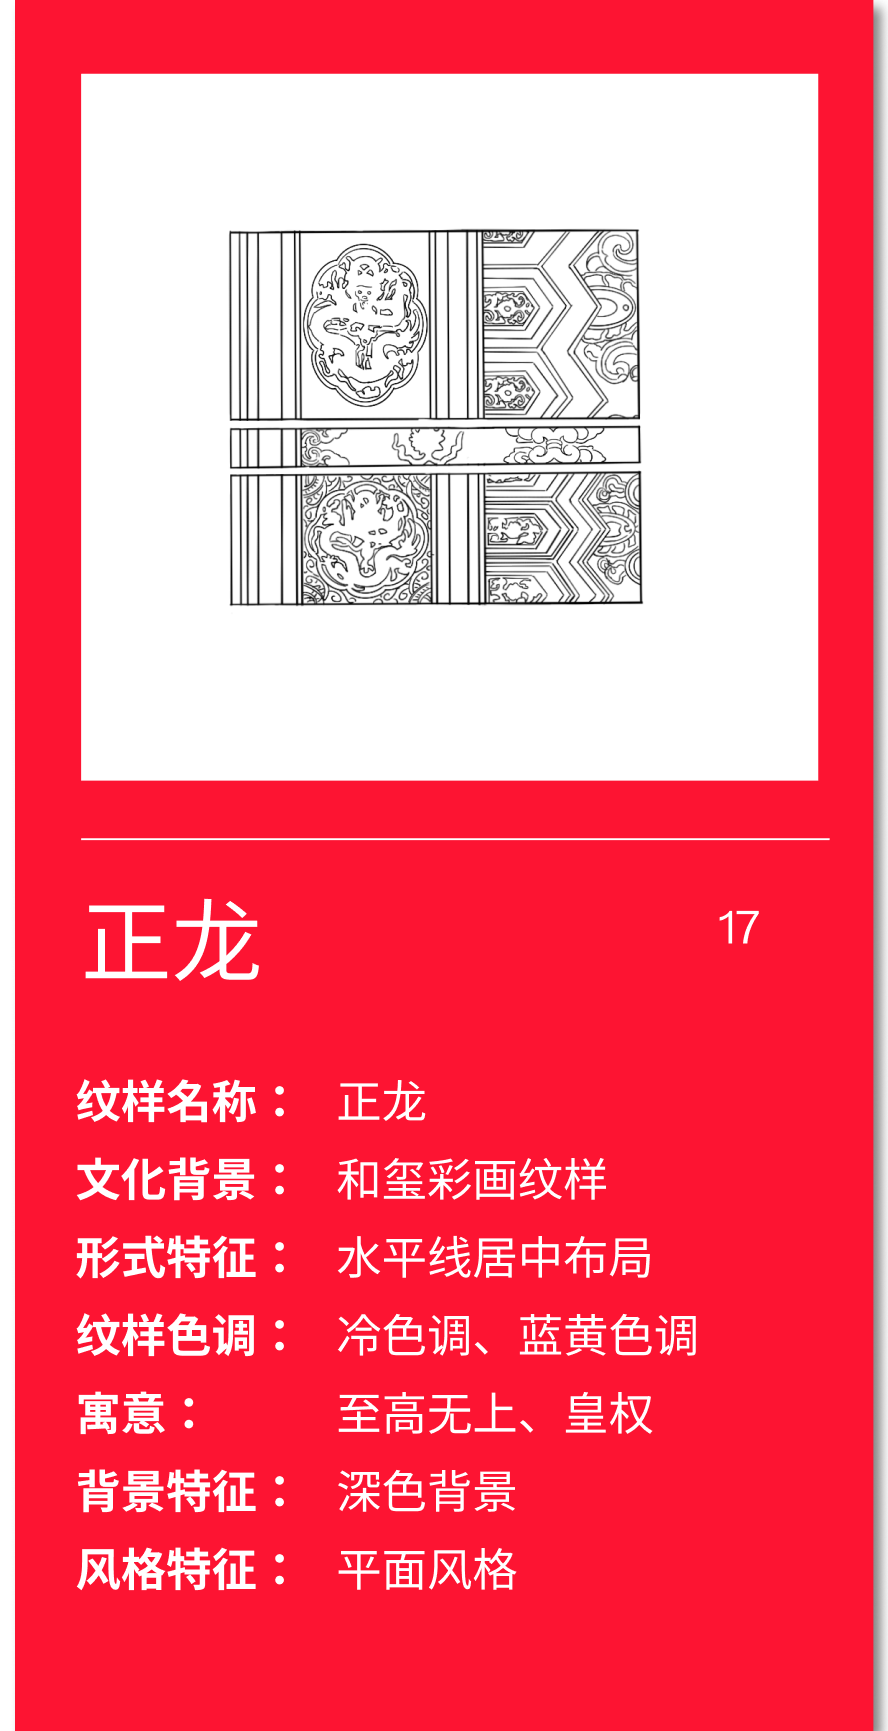 正龙
17
纹样名称： 正龙
文化背景： 和玺彩画纹样
形式特征： 水平线居中布局
纹样色调： 冷色调、蓝黄色调
寓意： 至高无上、皇权
背景特征： 深色背景
风格特征： 平面风格